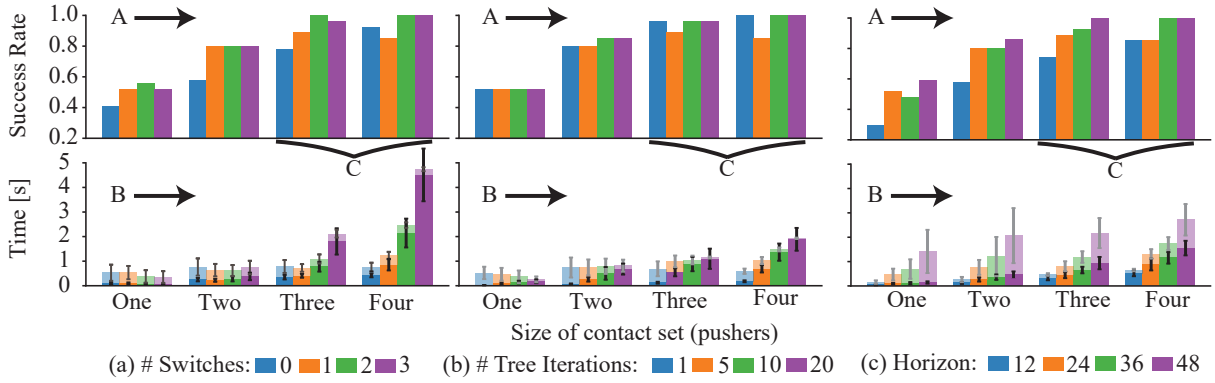 Success Rate
1.0
0.8
0.6
0.4
0.2
A
A
A
C
C
C
Time [s]
5
4
3
2
1
0
B
B
B
One Two Three Four
One Two Three Four
One Two Three Four
Size of contact set (pushers)
(a) # Switches: 0 1 2 3 (b) # Tree Iterations: 1 5 10 20 (c) Horizon: 12 24 36 48